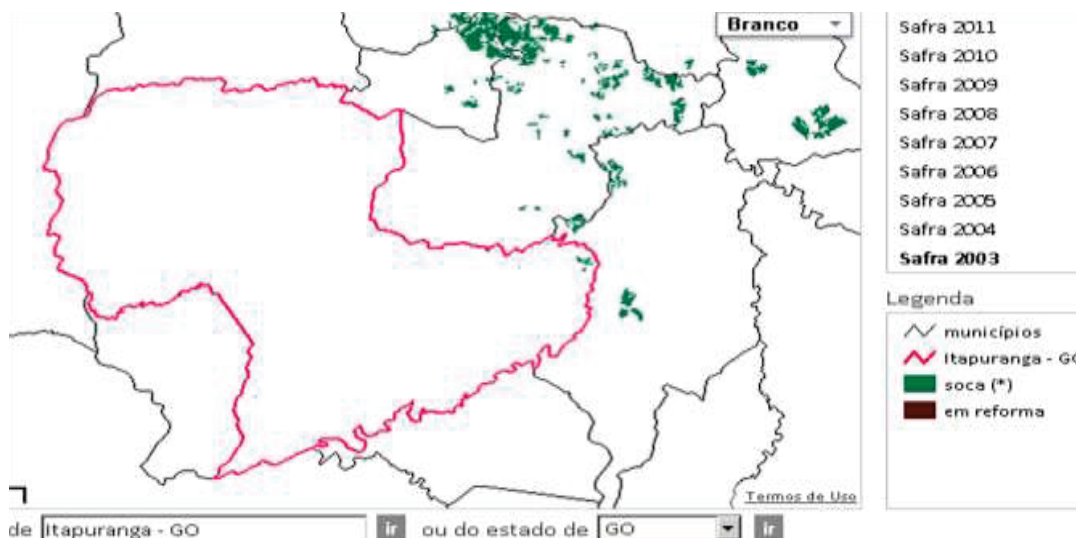 Branco
Safra 2011
Safra 2010
Safra 2009
Safra 2008
Safra 2007
Safra 2006
Safra 2005
Safra 2004
Safra 2003
Legenda
municípios
Itapuranga - GO
soca (*)
em reforma
Termos de Uso
de Itapuranga - GO ir ou do estado de GO ir